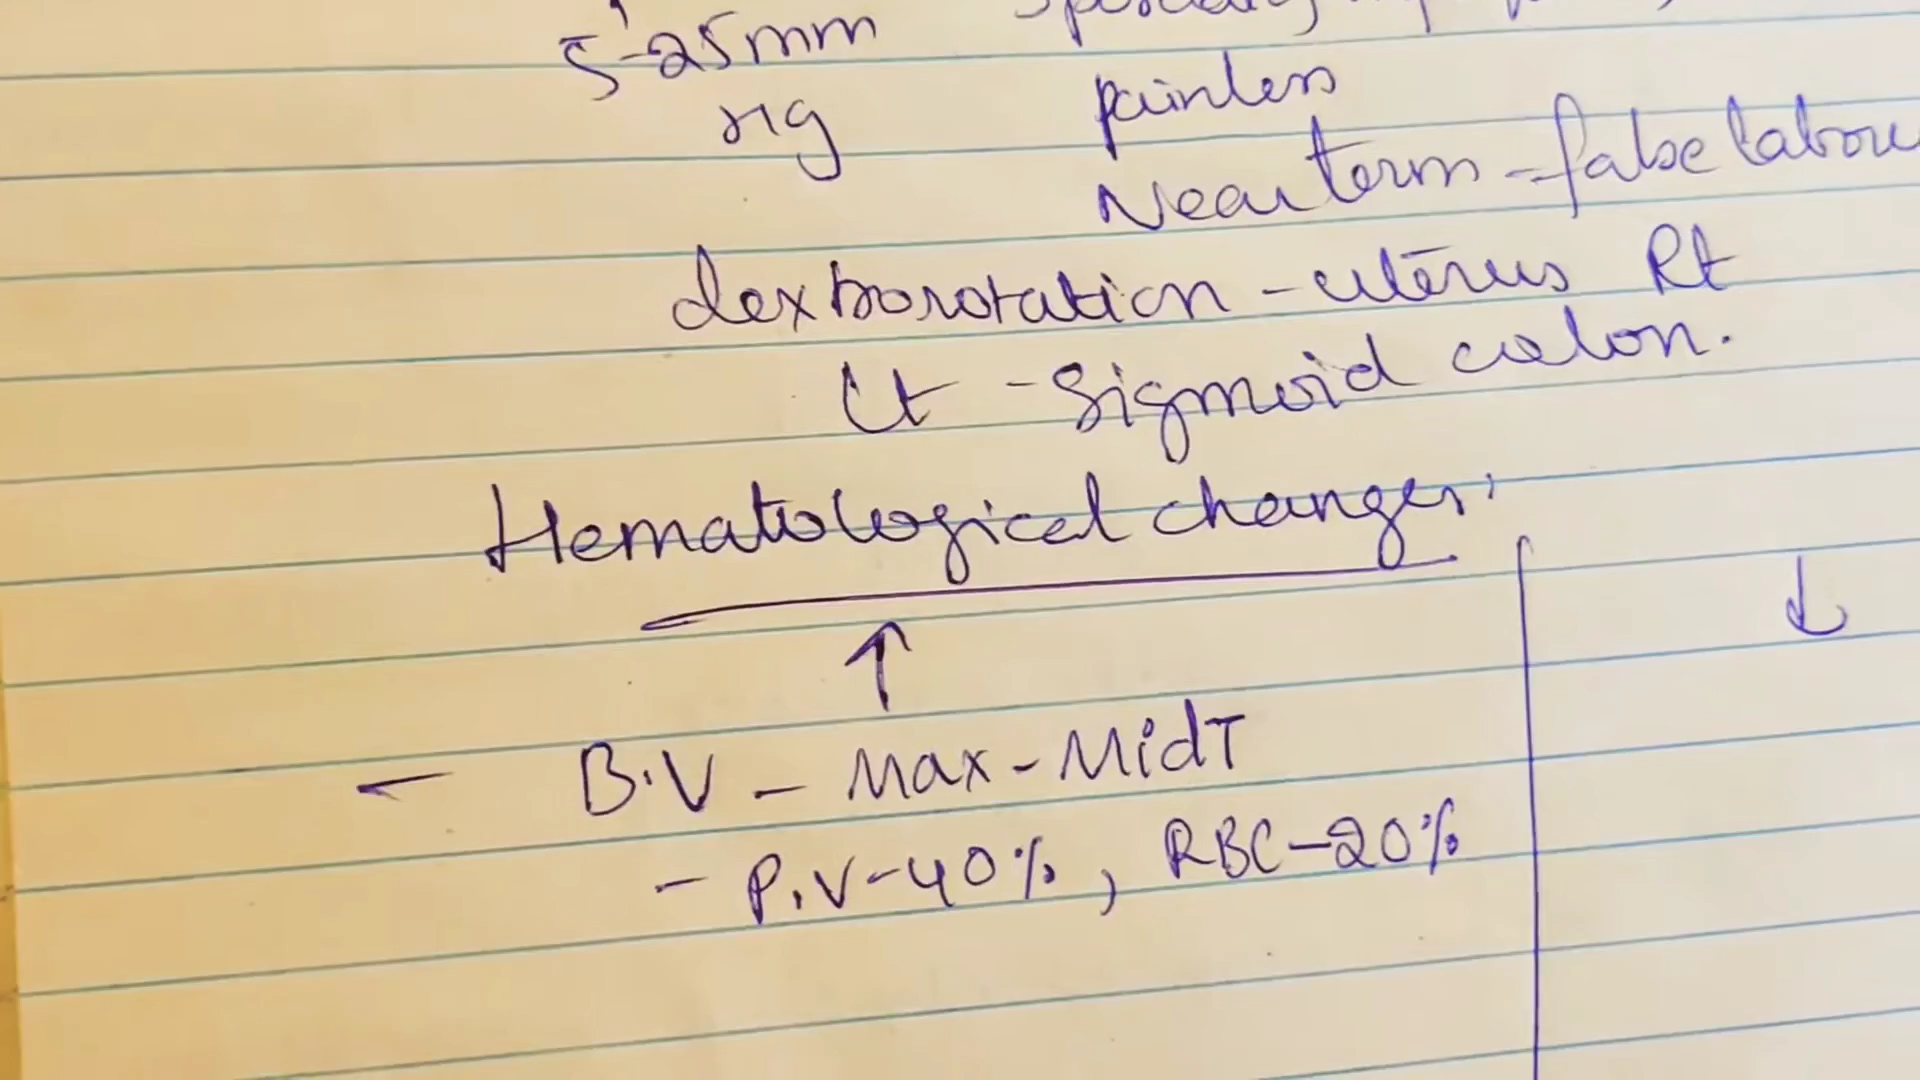 5-25mm
Hg
painless
Near term - false labour
dextrorotation - uterus Rt
Lt - Sigmoid colon.
Hematological changes:
↑ ↓
- B.V - Max - MidT
- P.V - 40%, RBC - 20%